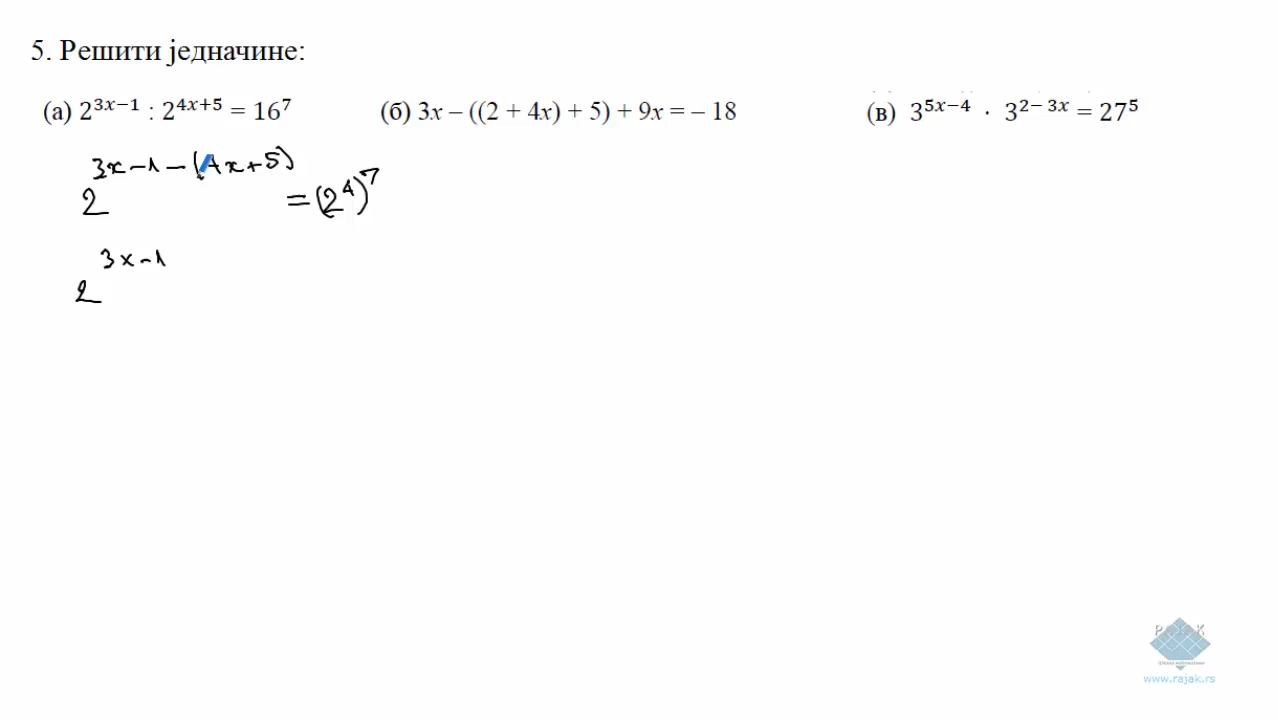 5. Решити једначине:
(а) 2^{3x−1} : 2^{4x+5} = 16^7 (б) 3x – ((2 + 4x) + 5) + 9x = – 18 (в) 3^{5x−4} · 3^{2− 3x} = 27^5
2^{3x-1-(4x+5)} = (2^4)^7
2^{3x-1}
www.rajak.rs